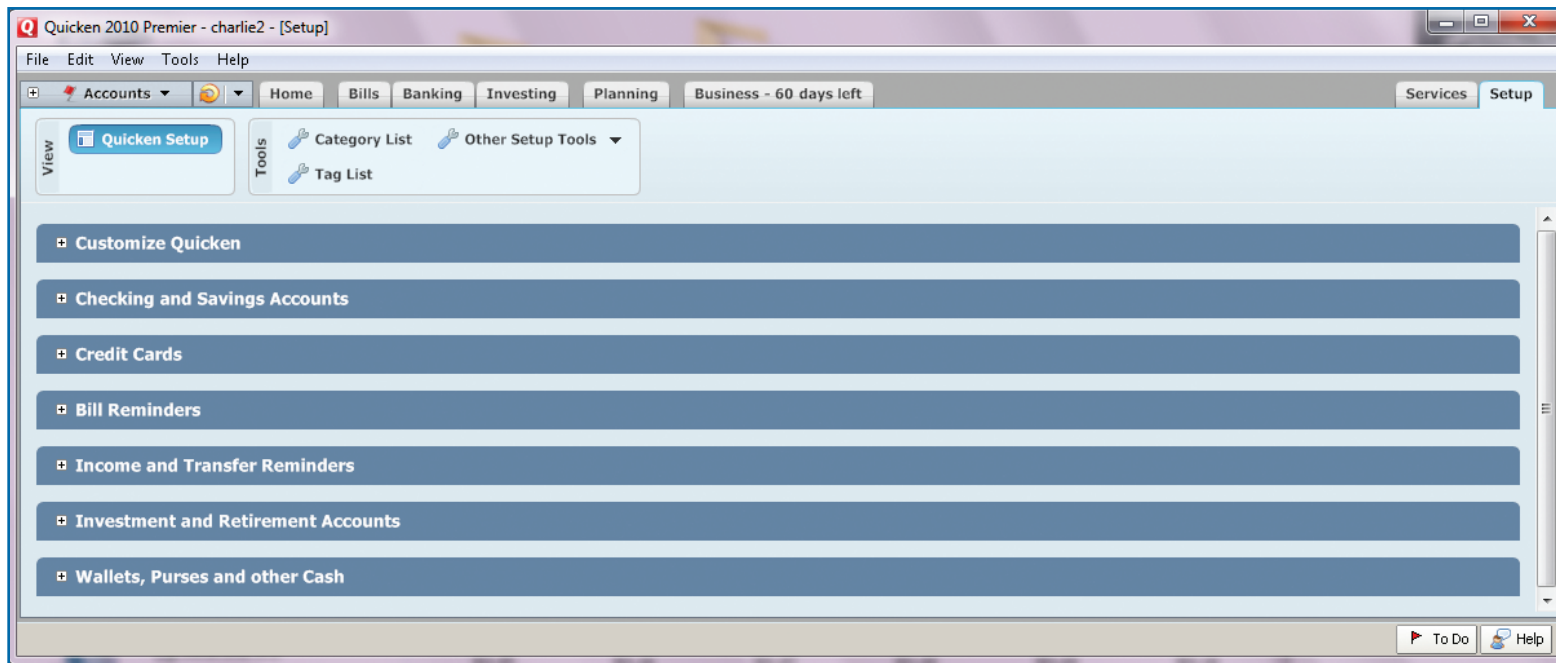 Quicken 2010 Premier - charlie2 - [Setup]
File Edit View Tools Help
Accounts Home Bills Banking Investing Planning Business - 60 days left Services Setup
View
Quicken Setup
Tools
Category List Other Setup Tools
Tag List
Customize Quicken
Checking and Savings Accounts
Credit Cards
Bill Reminders
Income and Transfer Reminders
Investment and Retirement Accounts
Wallets, Purses and other Cash
To Do Help